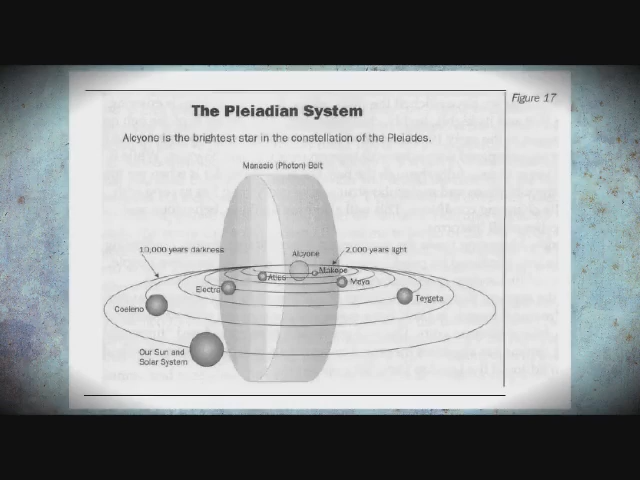 Figure 17
The Pleiadian System
Alcyone is the brightest star in the constellation of the Pleiades.
Manasic (Photon) Belt
10,000 years darkness
Alcyone
2,000 years light
Atlas
Electra
Maya
Taygeta
Coeleno
Our Sun and
Solar System